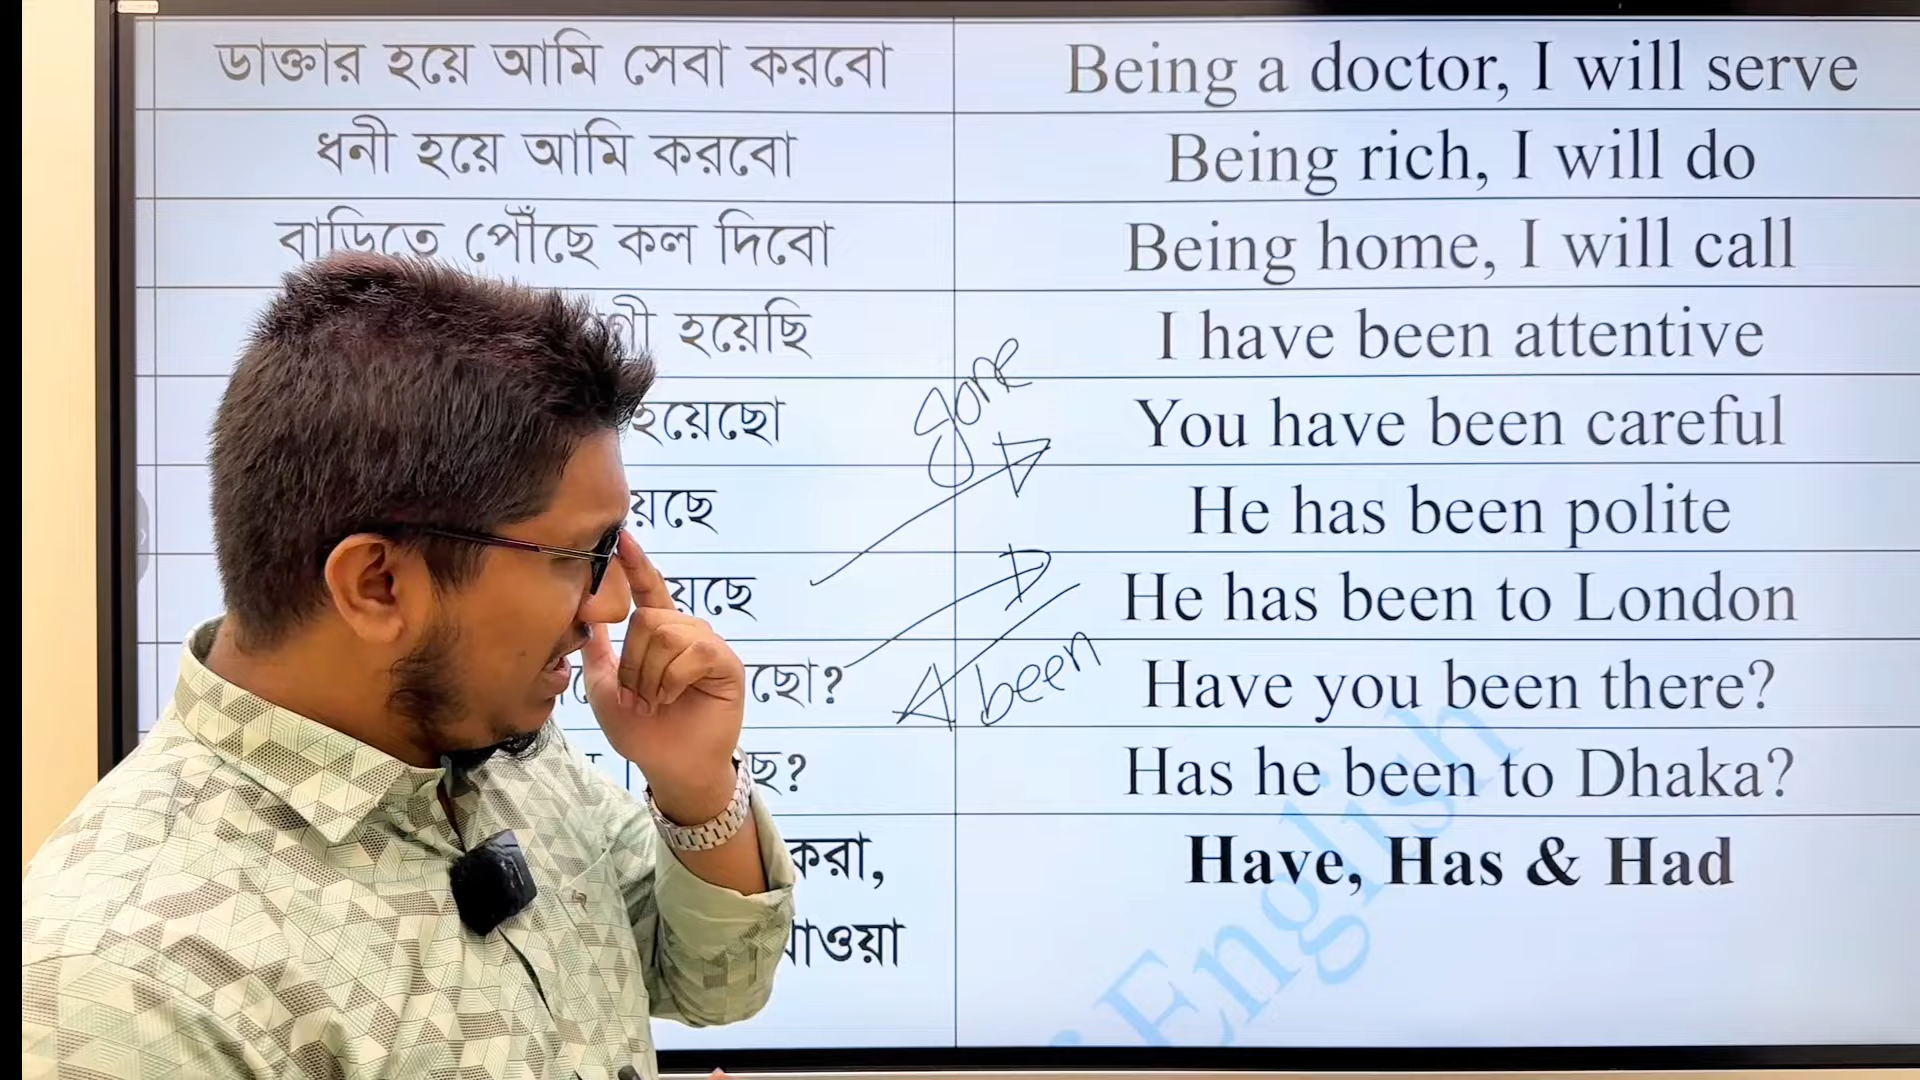 ডাক্তার হয়ে আমি সেবা করবো Being a doctor, I will serve
ধনী হয়ে আমি করবো Being rich, I will do
বাড়িতে পৌঁছে কল দিবো Being home, I will call
হয়েছি I have been attentive
gone
হয়েছো You have been careful
He has been polite
He has been to London
been
Have you been there?
Has he been to Dhaka?
করা, Have, Has & Had
English